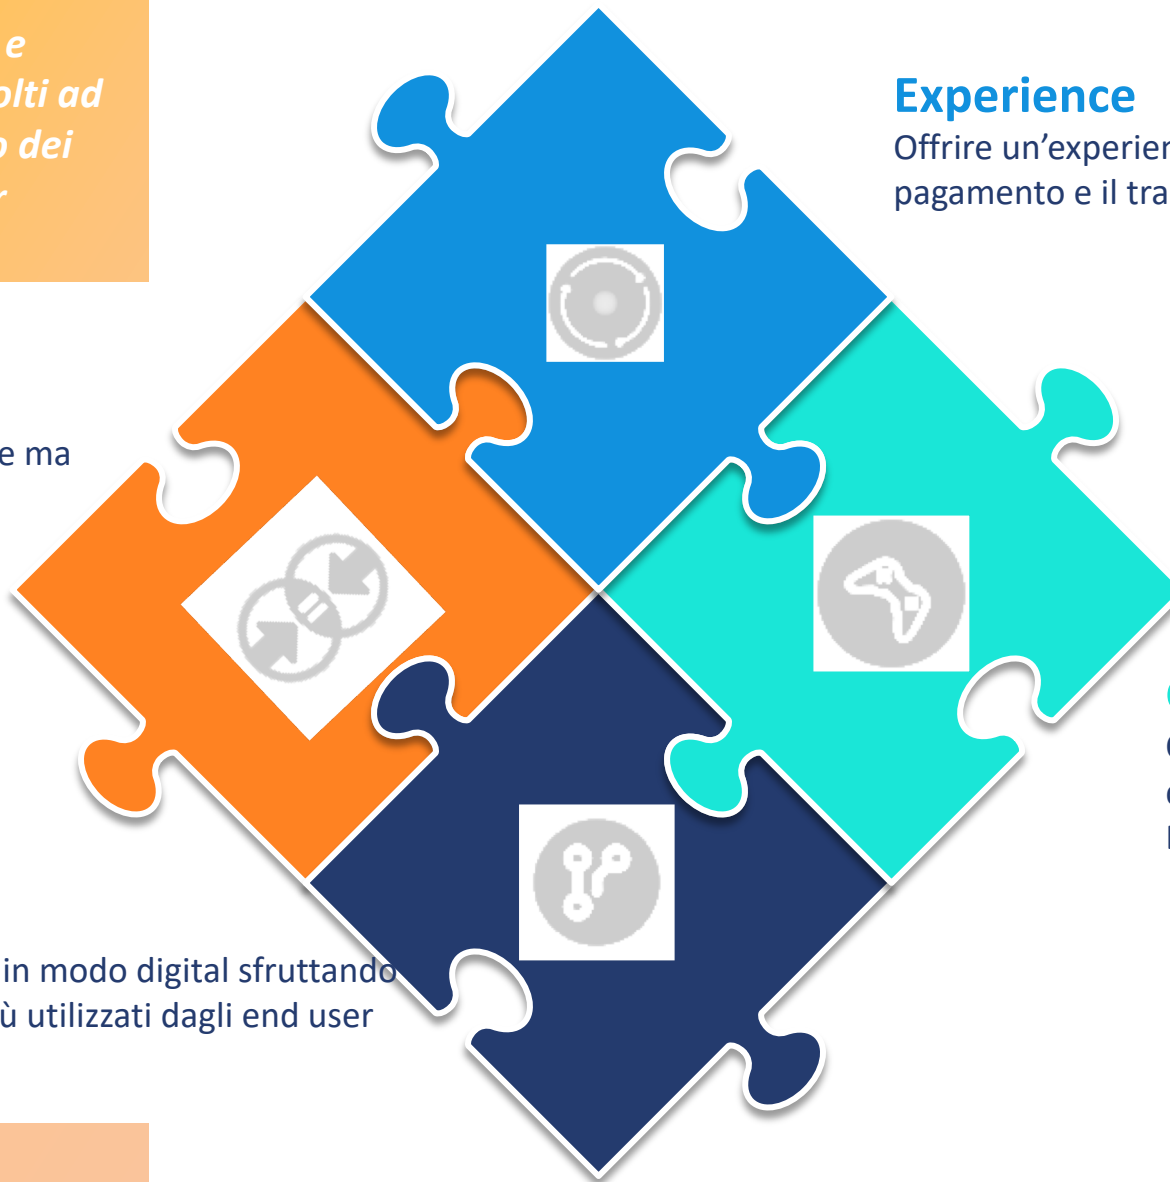 e
olti ad
o dei
r
Experience
Offrire un’experien
pagamento e il tra
e ma
in modo digital sfruttando
ù utilizzati dagli end user